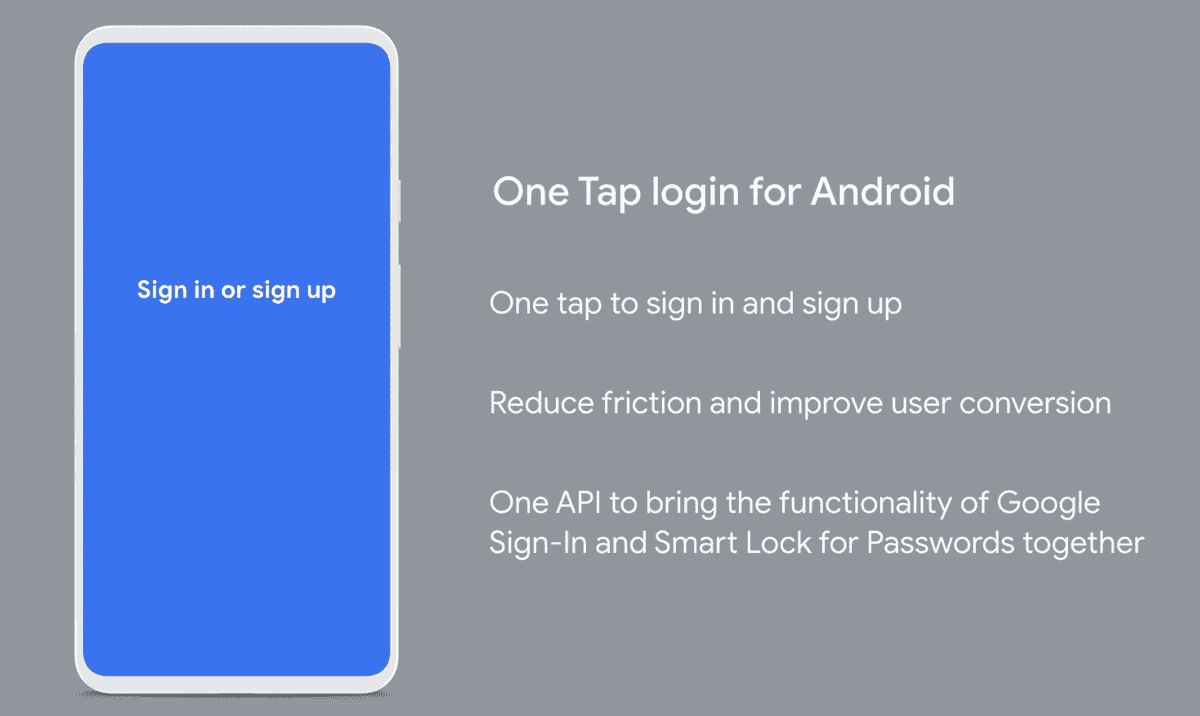 Sign in or sign up
One Tap login for Android
One tap to sign in and sign up
Reduce friction and improve user conversion
One API to bring the functionality of Google
Sign-In and Smart Lock for Passwords together